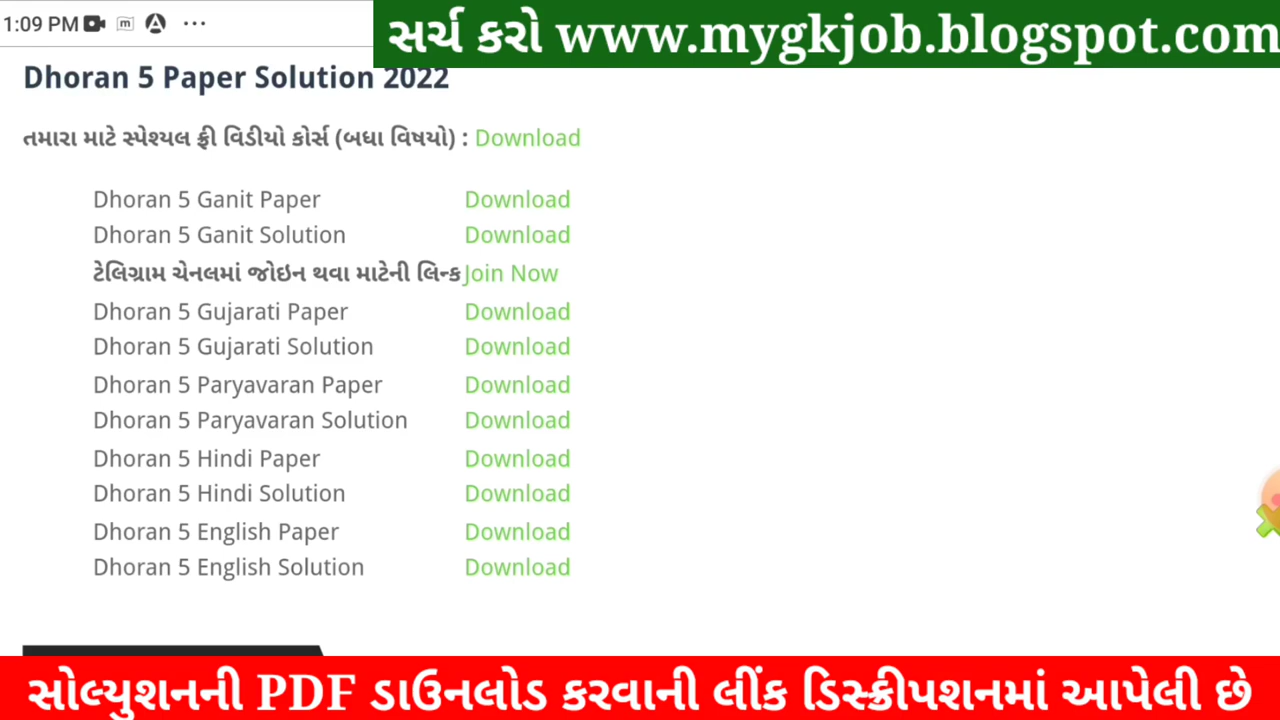 1:09 PM
સર્ચ કરો www.mygkjob.blogspot.com
Dhoran 5 Paper Solution 2022
તમારા માટે સ્પેશ્યલ ફ્રી વિડીયો કોર્સ (બધા વિષયો) : Download
Dhoran 5 Ganit Paper Download
Dhoran 5 Ganit Solution Download
ટેલિગ્રામ ચેનલમાં જોઇન થવા માટેની લિન્ક Join Now
Dhoran 5 Gujarati Paper Download
Dhoran 5 Gujarati Solution Download
Dhoran 5 Paryavaran Paper Download
Dhoran 5 Paryavaran Solution Download
Dhoran 5 Hindi Paper Download
Dhoran 5 Hindi Solution Download
Dhoran 5 English Paper Download
Dhoran 5 English Solution Download
સોલ્યુશનની PDF ડાઉનલોડ કરવાની લીંક ડિસ્ક્રીપશનમાં આપેલી છે